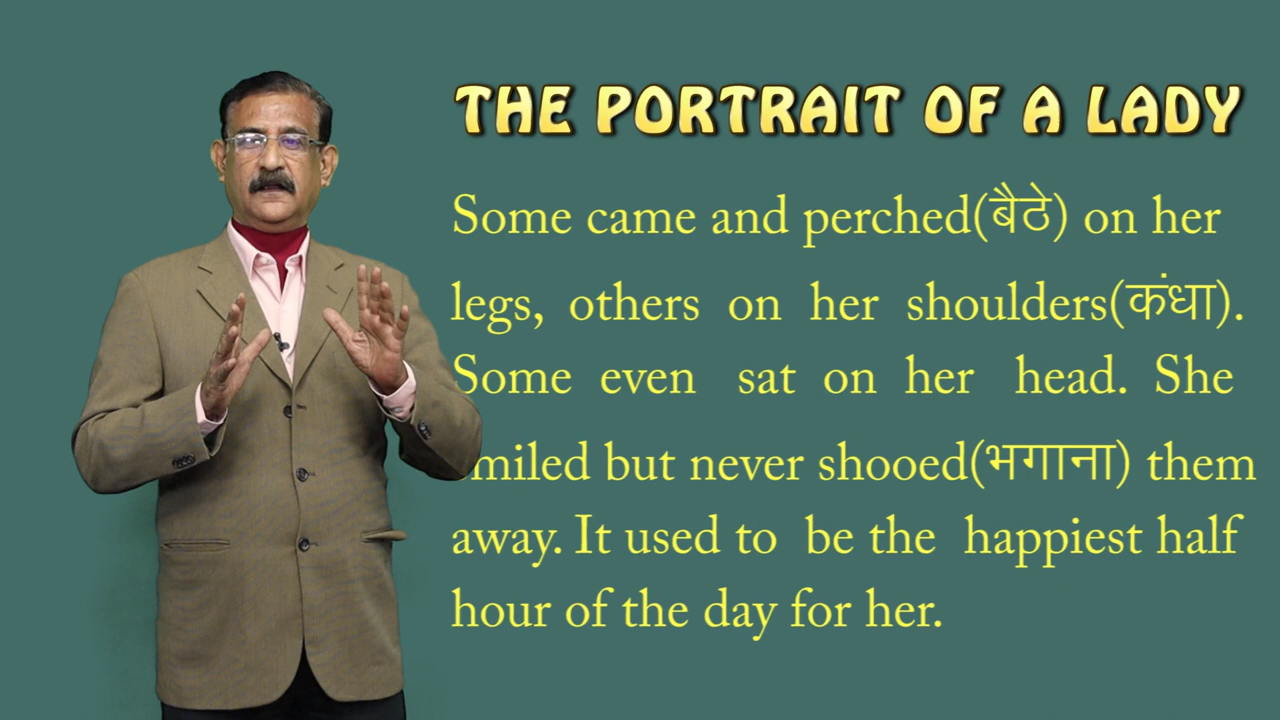 THE PORTRAIT OF A LADY
Some came and perched(बैठे) on her
legs, others on her shoulders(कंधा).
Some even sat on her head. She
miled but never shooed(भगाना) them
away. It used to be the happiest half
hour of the day for her.